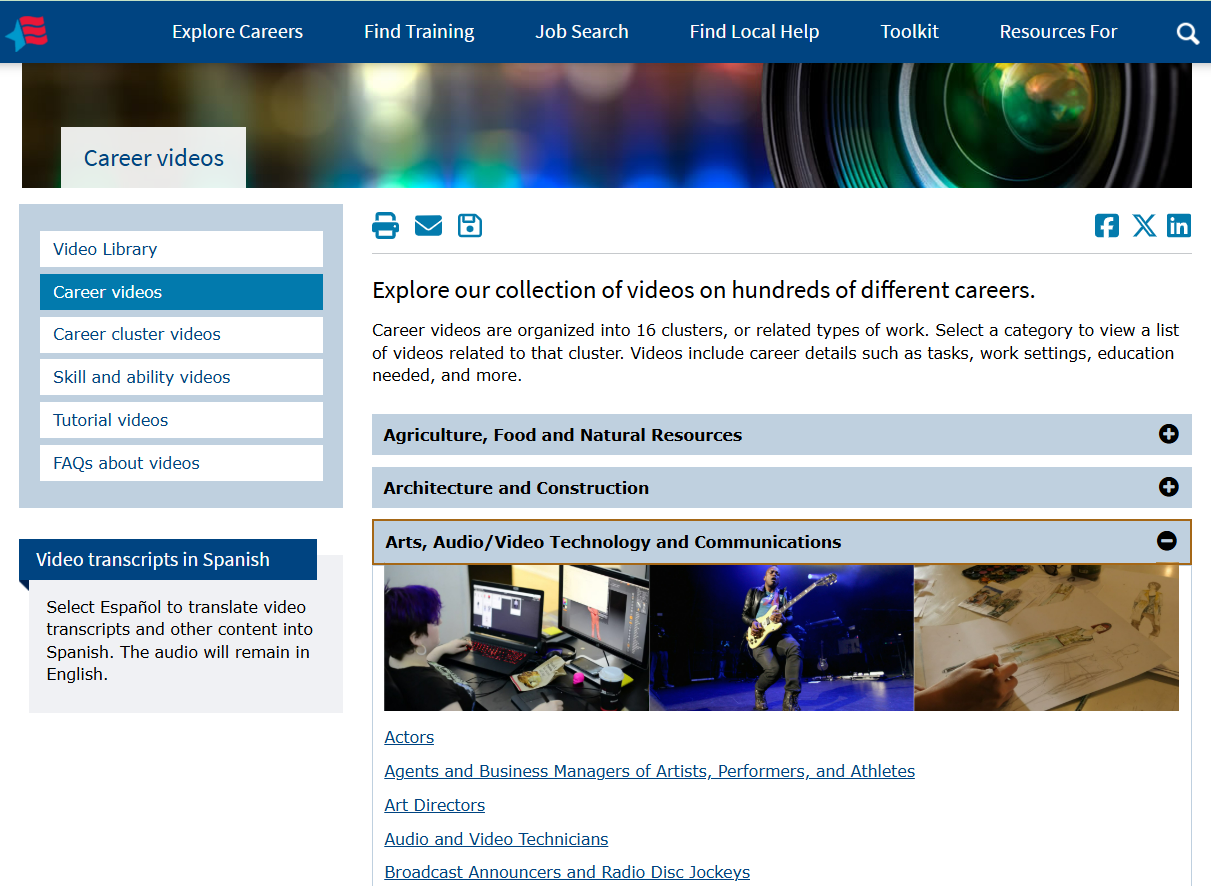 Explore Careers
Find Training
Job Search
Find Local Help
Toolkit
Resources For
Career videos
Video Library
Career videos
Career cluster videos
Skill and ability videos
Tutorial videos
FAQs about videos
Video transcripts in Spanish
Select Español to translate video
transcripts and other content into
Spanish. The audio will remain in
English.
Explore our collection of videos on hundreds of different careers.
Career videos are organized into 16 clusters, or related types of work. Select a category to view a list
of videos related to that cluster. Videos include career details such as tasks, work settings, education
needed, and more.
Agriculture, Food and Natural Resources
Architecture and Construction
Arts, Audio/Video Technology and Communications
Actors
Agents and Business Managers of Artists, Performers, and Athletes
Art Directors
Audio and Video Technicians
Broadcast Announcers and Radio Disc Jockeys